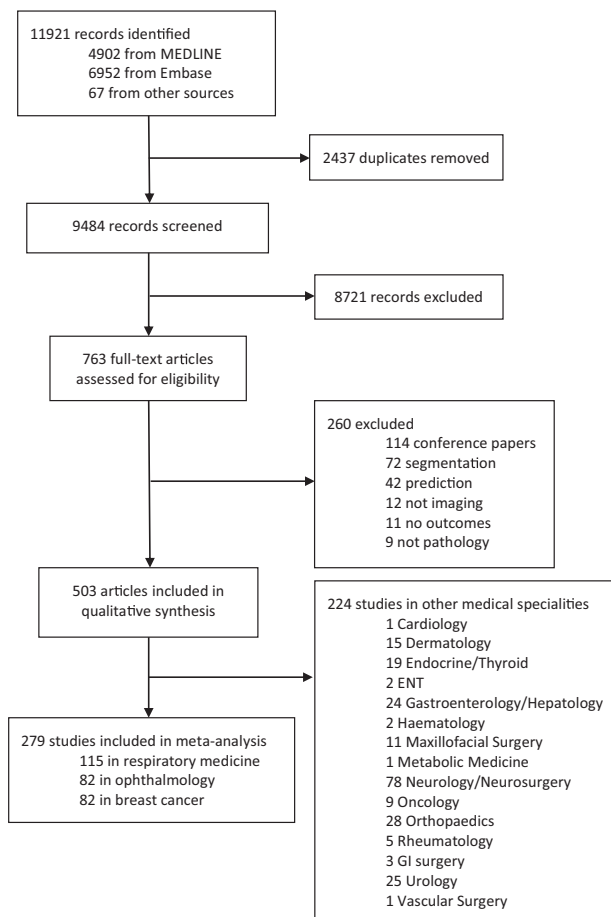 11921 records identified
4902 from MEDLINE
6952 from Embase
67 from other sources
2437 duplicates removed
9484 records screened
8721 records excluded
763 full-text articles
assessed for eligibility
260 excluded
114 conference papers
72 segmentation
42 prediction
12 not imaging
11 no outcomes
9 not pathology
503 articles included in
qualitative synthesis
224 studies in other medical specialities
1 Cardiology
15 Dermatology
19 Endocrine/Thyroid
2 ENT
24 Gastroenterology/Hepatology
2 Haematology
11 Maxillofacial Surgery
1 Metabolic Medicine
78 Neurology/Neurosurgery
9 Oncology
28 Orthopaedics
5 Rheumatology
3 GI surgery
25 Urology
1 Vascular Surgery
279 studies included in meta-analysis
115 in respiratory medicine
82 in ophthalmology
82 in breast cancer